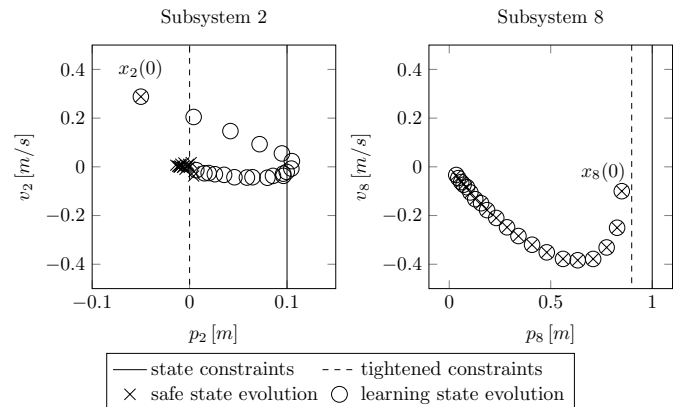 Subsystem 2
Subsystem 8
0.4
0.2
0
−0.2
−0.4
v₂ [m/s]
x₂(0)
−0.1
0
0.1
p₂ [m]
0.4
0.2
0
−0.2
−0.4
v₈ [m/s]
x₈(0)
0
0.5
1
p₈ [m]
state constraints
tightened constraints
safe state evolution
learning state evolution